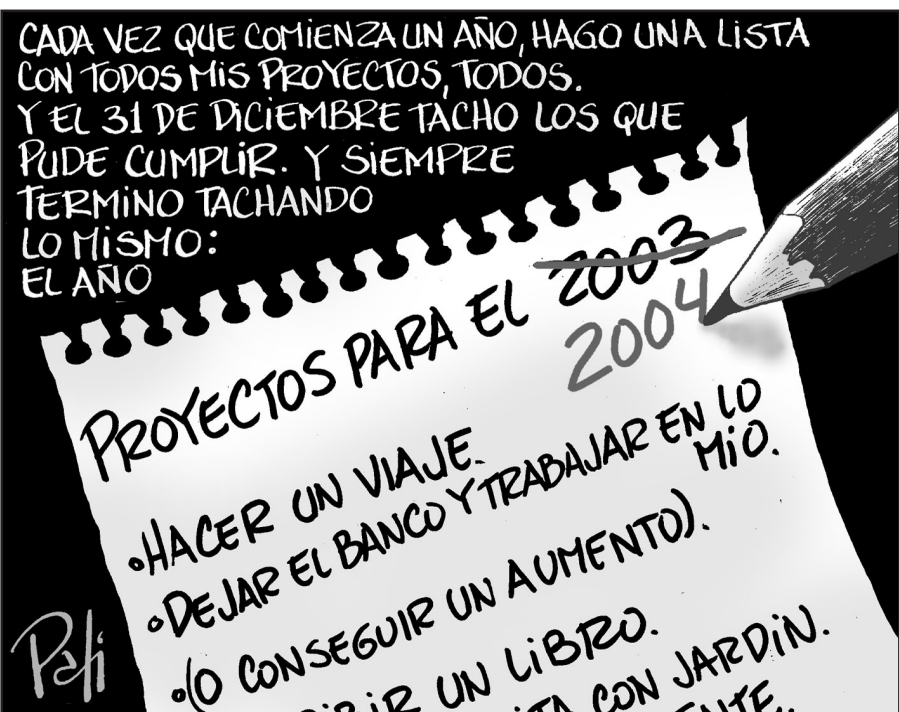 CADA VEZ QUE COMIENZA UN AÑO, HAGO UNA LISTA
CON TODOS MIS PROYECTOS, TODOS.
Y EL 31 DE DICIEMBRE TACHO LOS QUE
PUDE CUMPLIR. Y SIEMPRE
TERMINO TACHANDO
LO MISMO:
EL AÑO
PROYECTOS PARA EL 2003
2004
•HACER UN VIAJE.
•DEJAR EL BANCO Y TRABAJAR EN LO
MIO.
•(O CONSEGUIR UN AUMENTO).
UN LIBRO.
CON JARDIN.
Pati